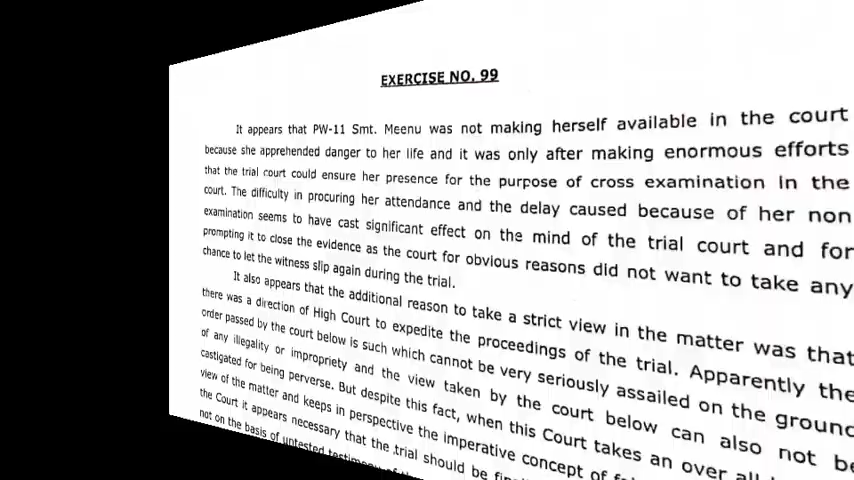 EXERCISE NO. 99
It appears that PW-11 Smt. Meenu was not making herself available in the court
because she apprehended danger to her life and it was only after making enormous efforts
that the trial court could ensure her presence for the purpose of cross examination in the
court. The difficulty in procuring her attendance and the delay caused because of her non
examination seems to have cast significant effect on the mind of the trial court and for
prompting it to close the evidence as the court for obvious reasons did not want to take any
chance to let the witness slip again during the trial.
It also appears that the additional reason to take a strict view in the matter was that
there was a direction of High Court to expedite the proceedings of the trial. Apparently the
order passed by the court below is such which cannot be very seriously assailed on the ground
of any illegality or impropriety and the view taken by the court below can also not be
castigated for being perverse. But despite this fact, when this Court takes an over all
view of the matter and keeps in perspective the imperative concept of
the Court it appears necessary that the trial should be
not on the basis of untested testimony of